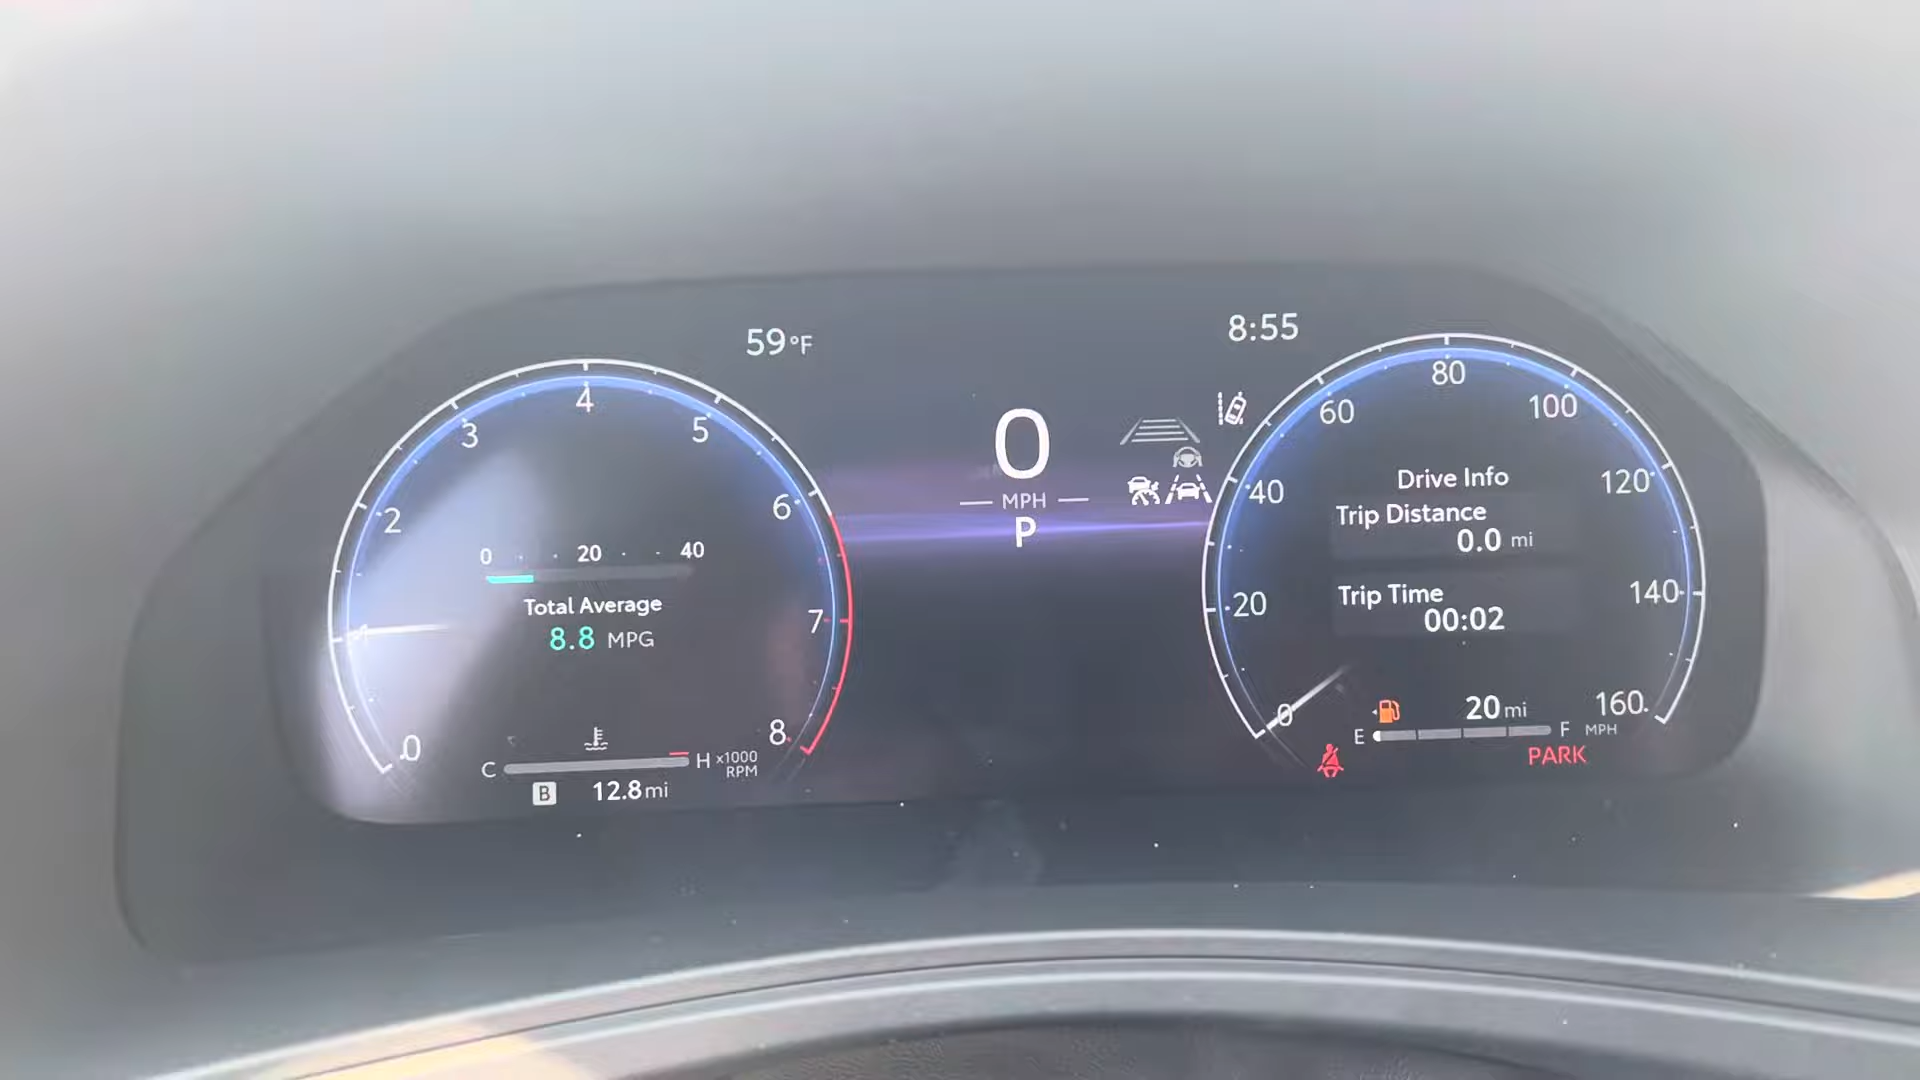 59°F
8:55
0
MPH
P
0
1
2
3
4
5
6
7
8
x1000
RPM
0 20 40
Total Average
8.8 MPG
C H
B 12.8 mi
0
20
40
60
80
100
120
140
160
MPH
Drive Info
Trip Distance
0.0 mi
Trip Time
00:02
20 mi
E F
PARK